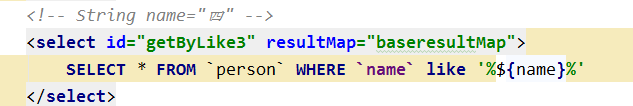 <!-- String name="四" -->
<select id="getByLike3" resultMap="baseresultMap">
SELECT * FROM `person` WHERE `name` like '%${name}%'
</select>